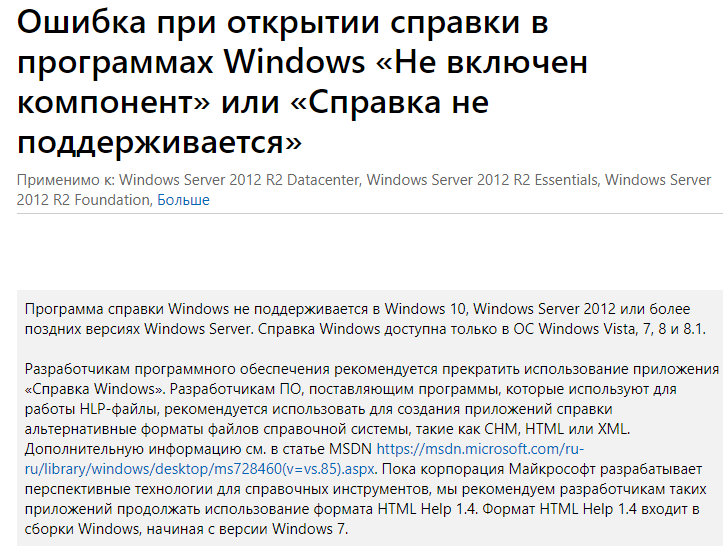 Ошибка при открытии справки в
программах Windows «Не включен
компонент» или «Справка не
поддерживается»
Применимо к: Windows Server 2012 R2 Datacenter, Windows Server 2012 R2 Essentials, Windows Server
2012 R2 Foundation, Больше
Программа справки Windows не поддерживается в Windows 10, Windows Server 2012 или более
поздних версиях Windows Server. Справка Windows доступна только в ОС Windows Vista, 7, 8 и 8.1.
Разработчикам программного обеспечения рекомендуется прекратить использование приложения
«Справка Windows». Разработчикам ПО, поставляющим программы, которые используют для
работы HLP-файлы, рекомендуется использовать для создания приложений справки
альтернативные форматы файлов справочной системы, такие как CHM, HTML или XML.
Дополнительную информацию см. в статье MSDN https://msdn.microsoft.com/ru-
ru/library/windows/desktop/ms728460(v=vs.85).aspx. Пока корпорация Майкрософт разрабатывает
перспективные технологии для справочных инструментов, мы рекомендуем разработчикам таких
приложений продолжать использование формата HTML Help 1.4. Формат HTML Help 1.4 входит в
сборки Windows, начиная с версии Windows 7.